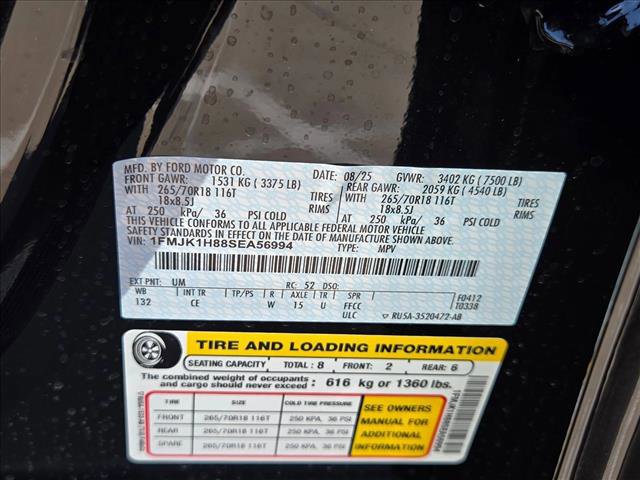 MFD. BY FORD MOTOR CO.
DATE: 08/25 GVWR: 3402 KG ( 7500 LB)
FRONT GAWR: 1531 KG ( 3375 LB) REAR GAWR: 2059 KG ( 4540 LB)
WITH 265/70R18 116T TIRES WITH 265/70R18 116T TIRES
18x8.5J RIMS 18x8.5J RIMS
AT 250 kPa/ 36 PSI COLD AT 250 kPa/ 36 PSI COLD
THIS VEHICLE CONFORMS TO ALL APPLICABLE FEDERAL MOTOR VEHICLE
SAFETY STANDARDS IN EFFECT ON THE DATE OF MANUFACTURE SHOWN ABOVE.
VIN: 1FMJK1H88SEA56994 TYPE: MPV
EXT PNT: UM RC: 52 DSO:
WB INT TR TP/PS R AXLE TR SPR F0412
132 CE W 15 U FFCC T0338
ULC ▽ RU5A-3520472-AB
TIRE AND LOADING INFORMATION
SEATING CAPACITY TOTAL: 8 FRONT: 2 REAR: 6
The combined weight of occupants and cargo should never exceed: 616 kg or 1360 lbs.
TIRE SIZE COLD TIRE PRESSURE
FRONT 265/70R18 116T 250 KPA, 36 PSI
REAR 265/70R18 116T 250 KPA, 36 PSI
SPARE 265/70R18 116T 250 KPA, 36 PSI
SEE OWNERS
MANUAL FOR
ADDITIONAL
INFORMATION